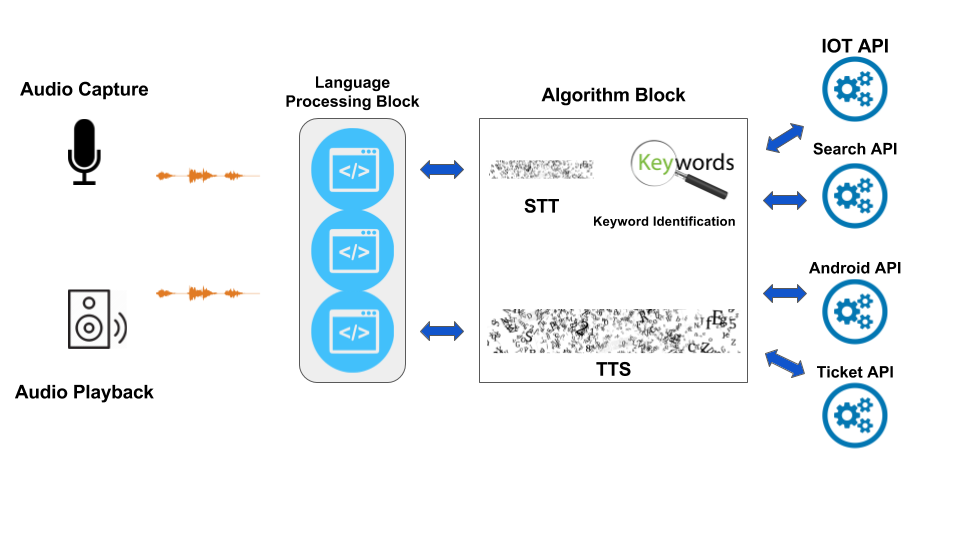 Audio Capture
Audio Playback
Language
Processing Block
</>
</>
</>
Algorithm Block
STT
Keywords
Keyword Identification
TTS
IOT API
Search API
Android API
Ticket API